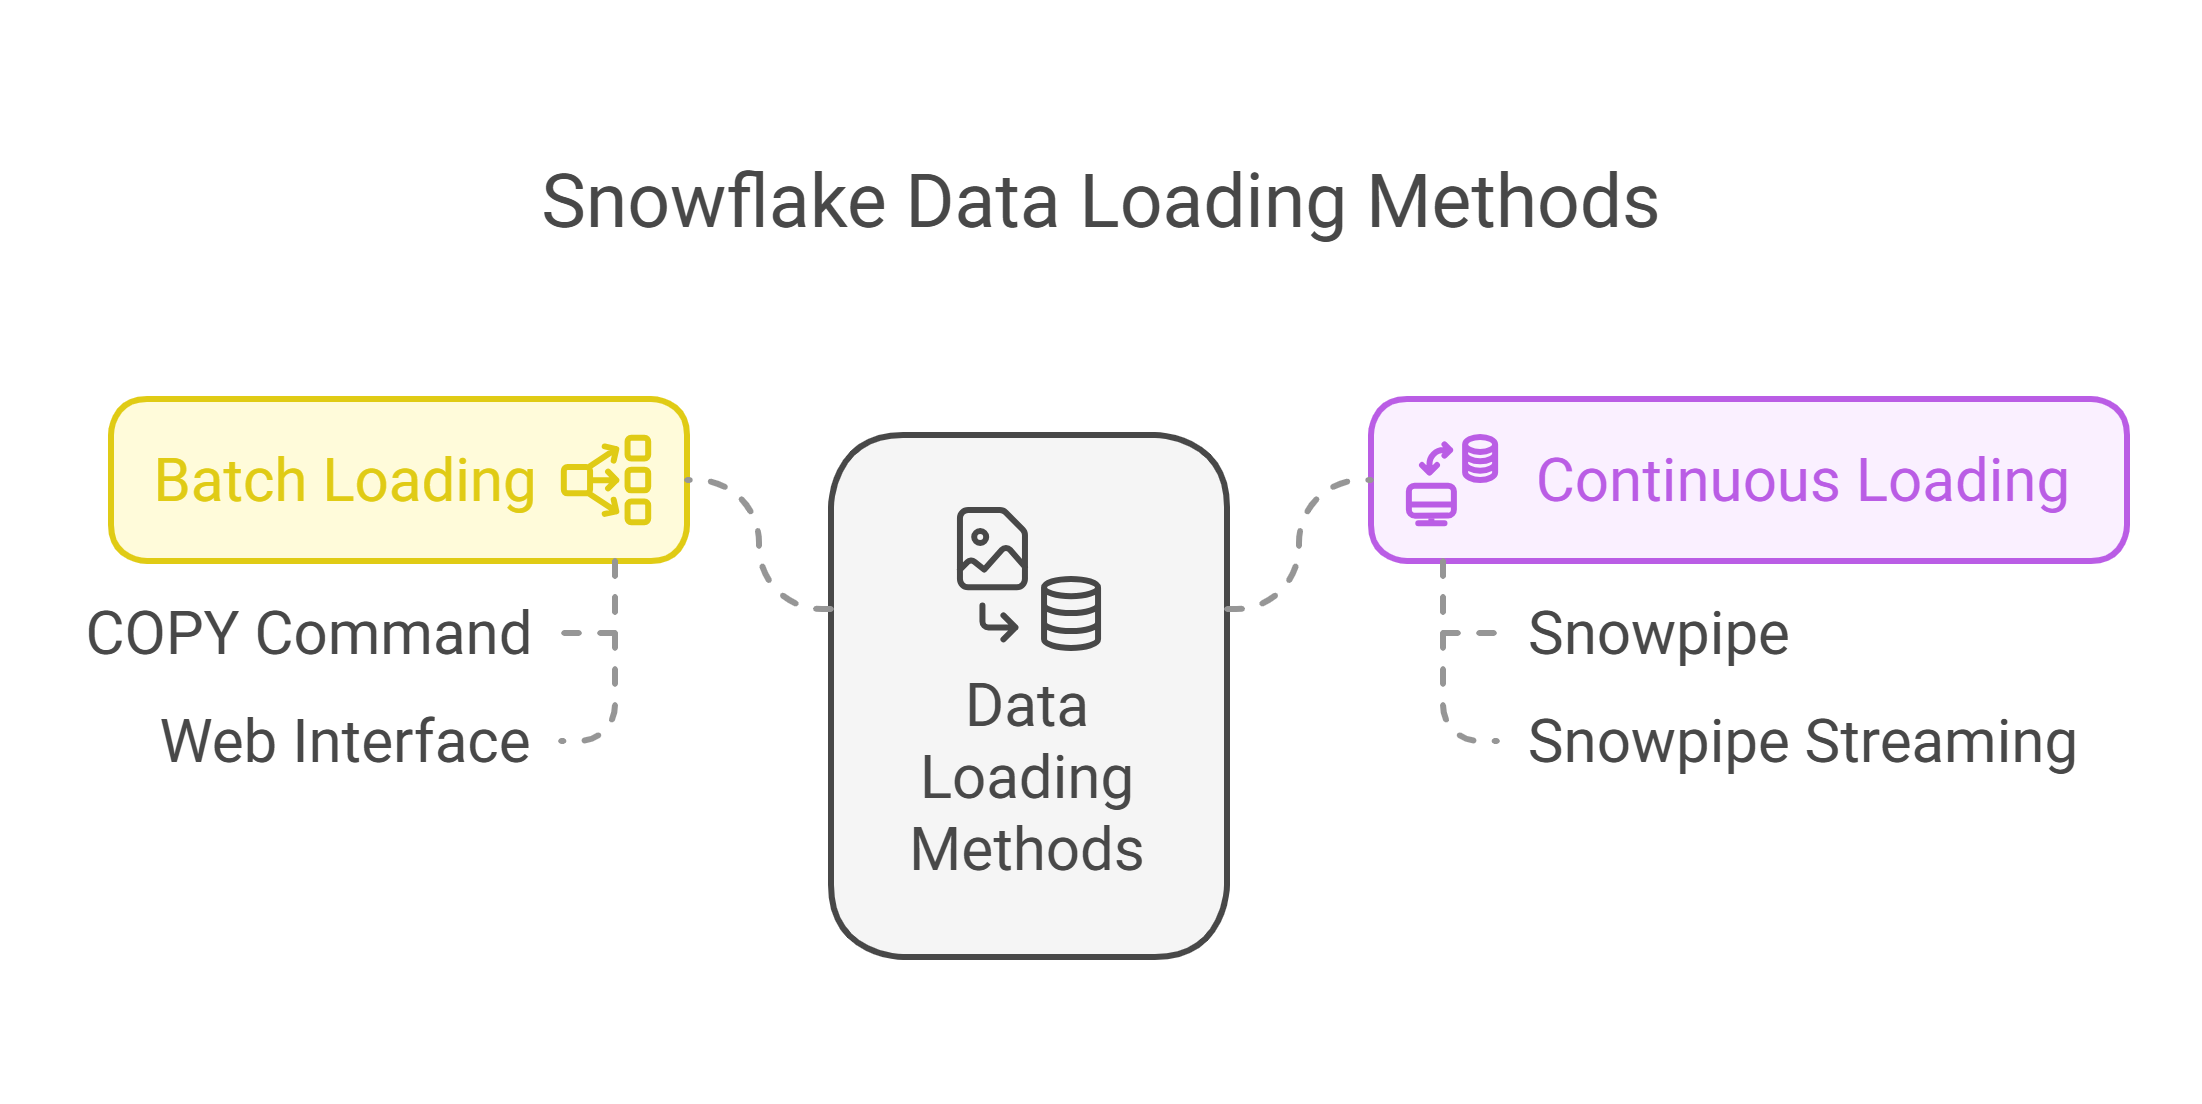 Snowflake Data Loading Methods
Batch Loading
COPY Command
Web Interface
Data
Loading
Methods
Continuous Loading
Snowpipe
Snowpipe Streaming